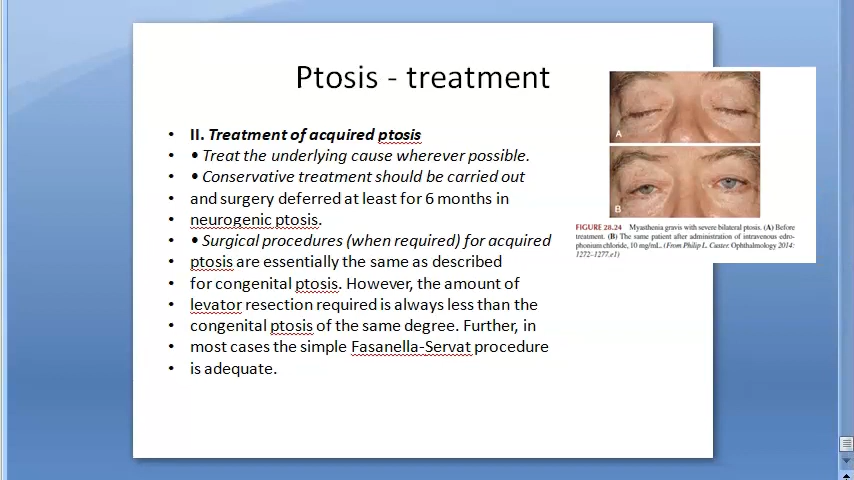 Ptosis - treatment
• II. Treatment of acquired ptosis
• • Treat the underlying cause wherever possible.
• • Conservative treatment should be carried out
• and surgery deferred at least for 6 months in
• neurogenic ptosis.
• • Surgical procedures (when required) for acquired
• ptosis are essentially the same as described
• for congenital ptosis. However, the amount of
• levator resection required is always less than the
• congenital ptosis of the same degree. Further, in
• most cases the simple Fasanella-Servat procedure
• is adequate.
A
B
FIGURE 28.24 Myasthenia gravis with severe bilateral ptosis. (A) Before
treatment. (B) The same patient after administration of intravenous edro-
phonium chloride, 10 mg/mL. (From Philip L. Custer. Ophthalmology 2014:
1272–1277.e1)